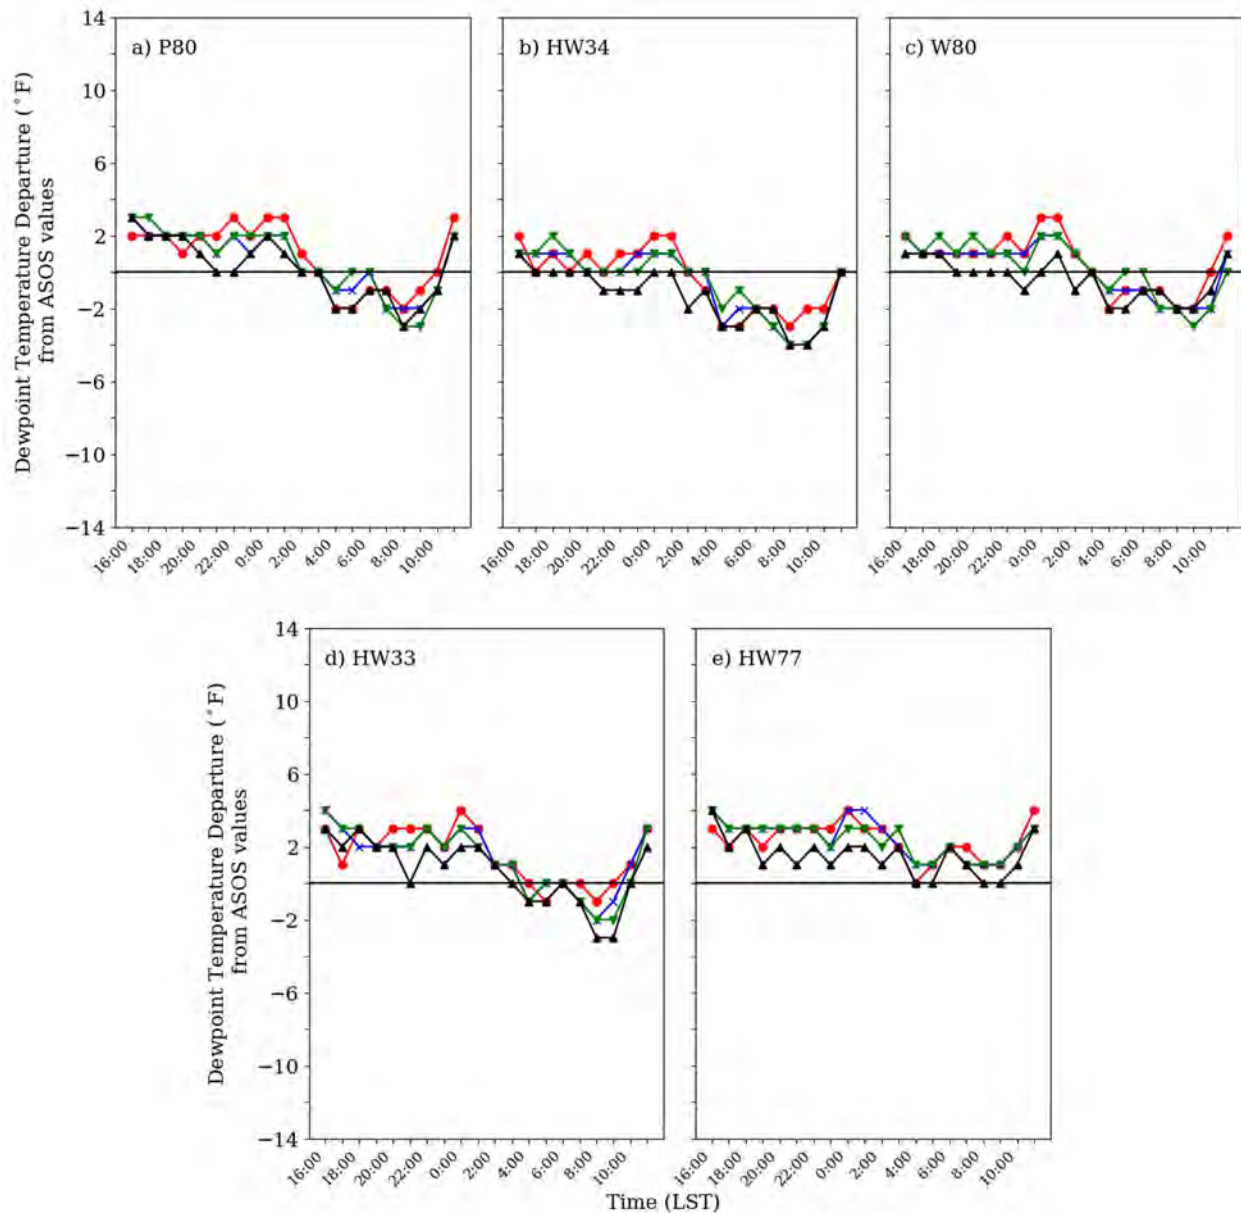 a) P80
b) HW34
c) W80
14
10
6
2
−2
−6
−10
−14
Dewpoint Temperature Departure (°F)
from ASOS values
16:00 18:00 20:00 22:00 0:00 2:00 4:00 6:00 8:00 10:00
16:00 18:00 20:00 22:00 0:00 2:00 4:00 6:00 8:00 10:00
16:00 18:00 20:00 22:00 0:00 2:00 4:00 6:00 8:00 10:00
d) HW33
e) HW77
14
10
6
2
−2
−6
−10
−14
Dewpoint Temperature Departure (°F)
from ASOS values
16:00 18:00 20:00 22:00 0:00 2:00 4:00 6:00 8:00 10:00
16:00 18:00 20:00 22:00 0:00 2:00 4:00 6:00 8:00 10:00
Time (LST)